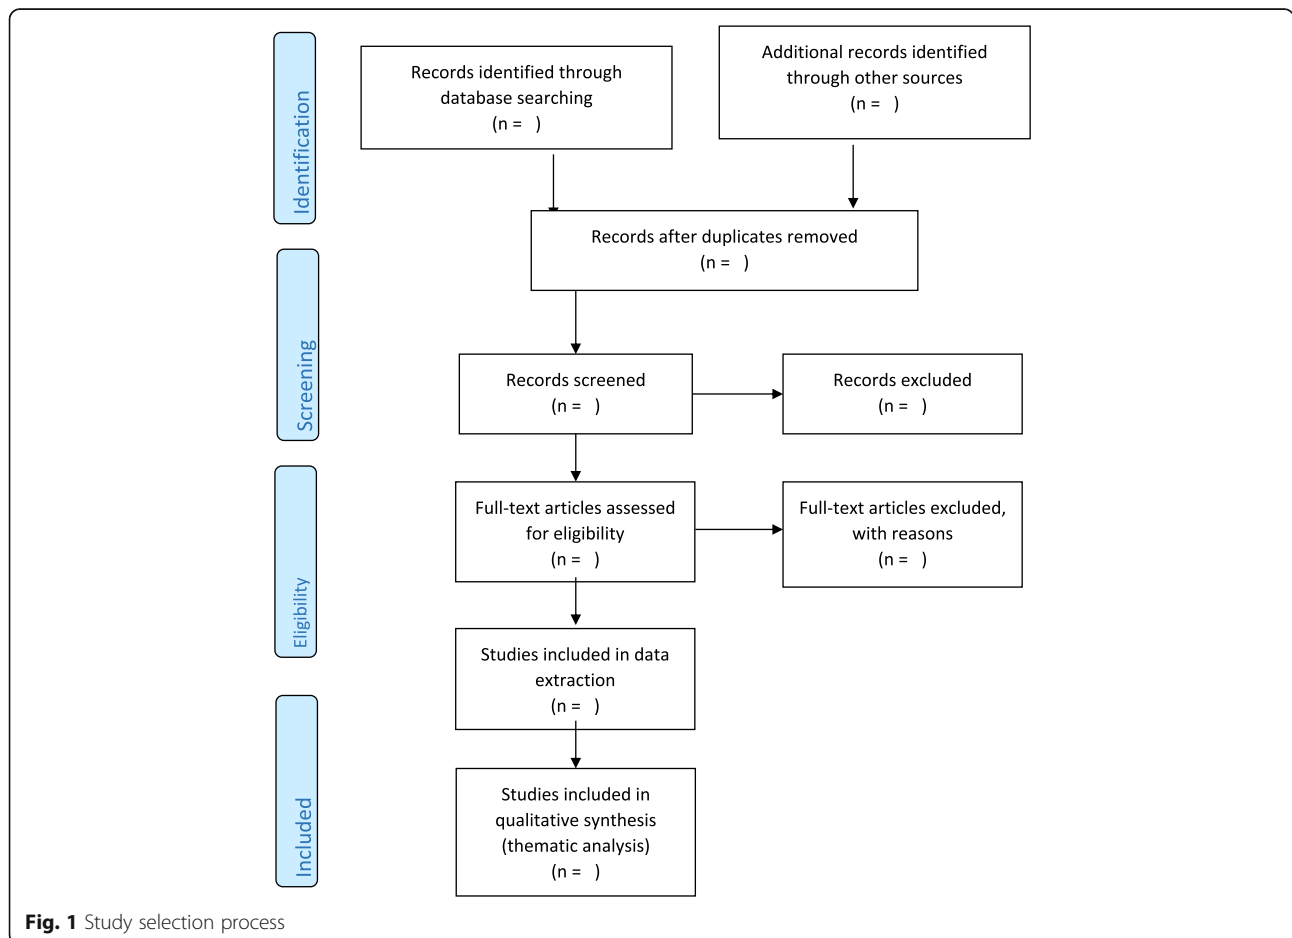 Identification
Records identified through
database searching
(n =   )
Additional records identified
through other sources
(n =   )
Records after duplicates removed
(n =   )
Screening
Records screened
(n =   )
Records excluded
(n =   )
Eligibility
Full-text articles assessed
for eligibility
(n =   )
Full-text articles excluded,
with reasons
(n =   )
Studies included in data
extraction
(n =   )
Included
Studies included in
qualitative synthesis
(thematic analysis)
(n =   )
Fig. 1 Study selection process